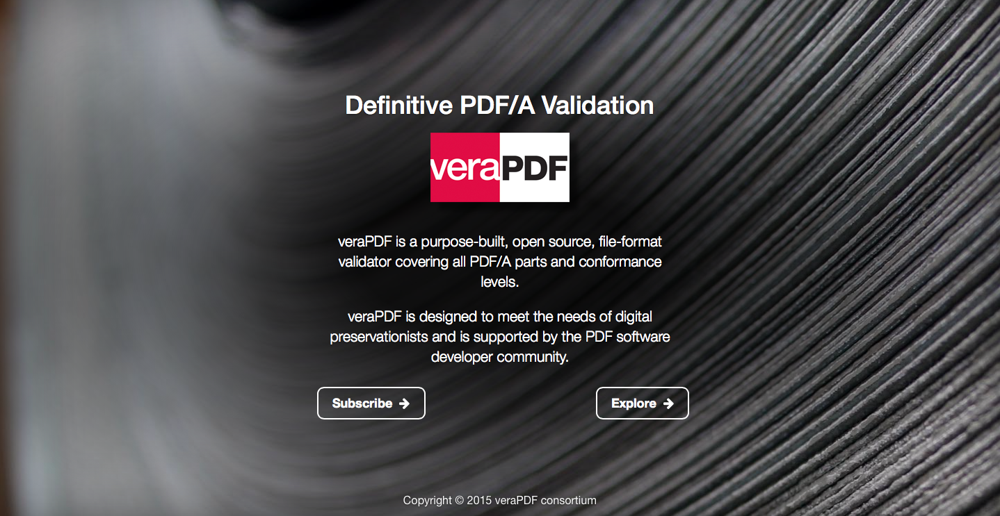 Definitive PDF/A Validation
veraPDF
veraPDF is a purpose-built, open source, file-format
validator covering all PDF/A parts and conformance
levels.
veraPDF is designed to meet the needs of digital
preservationists and is supported by the PDF software
developer community.
Subscribe →
Explore →
Copyright © 2015 veraPDF consortium